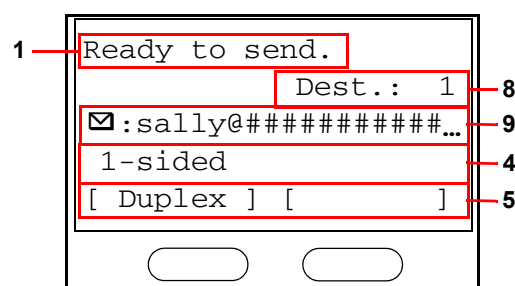 1
Ready to send.
Dest.: 1
8
:sally@###########…
9
1-sided
4
[ Duplex ] [ ]
5